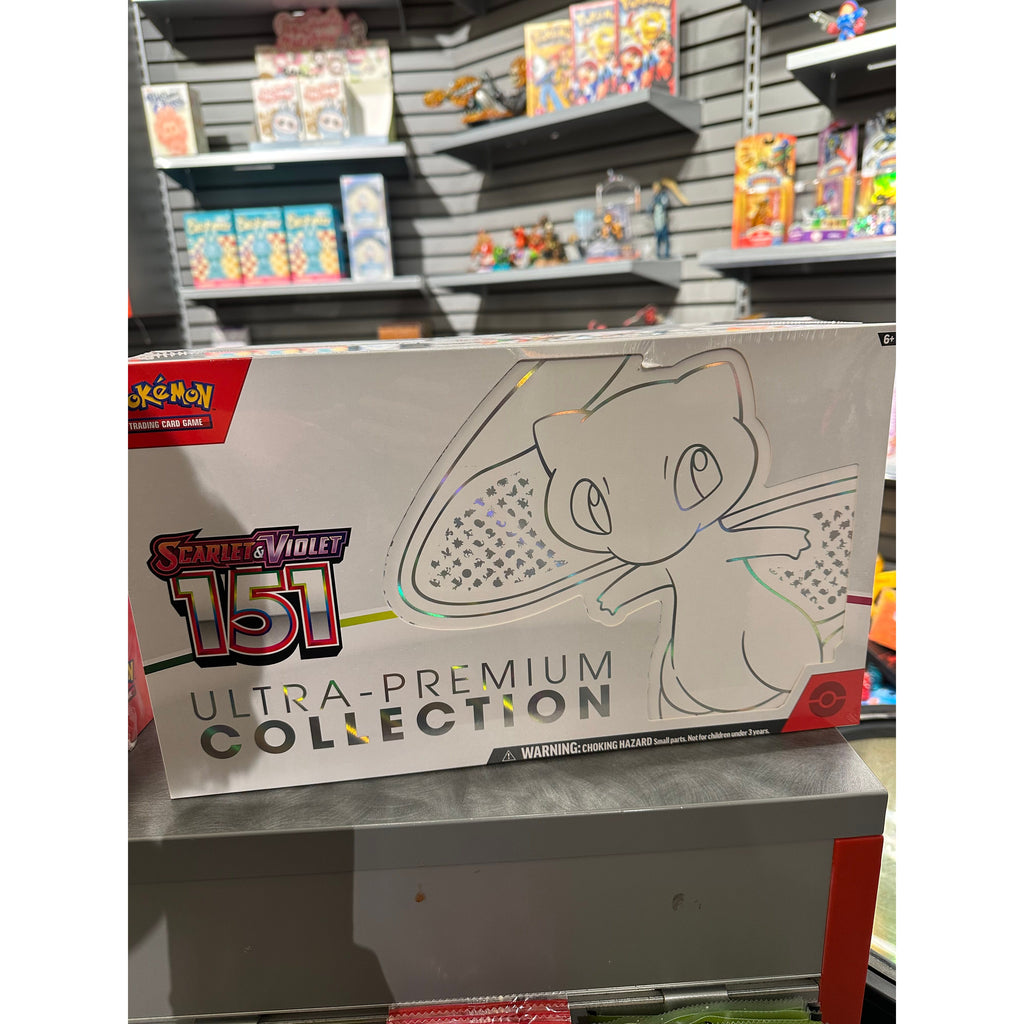 6+
POKÉMON
TRADING CARD GAME
SCARLET & VIOLET
151
ULTRA-PREMIUM
COLLECTION
WARNING: CHOKING HAZARD Small parts. Not for children under 3 years.